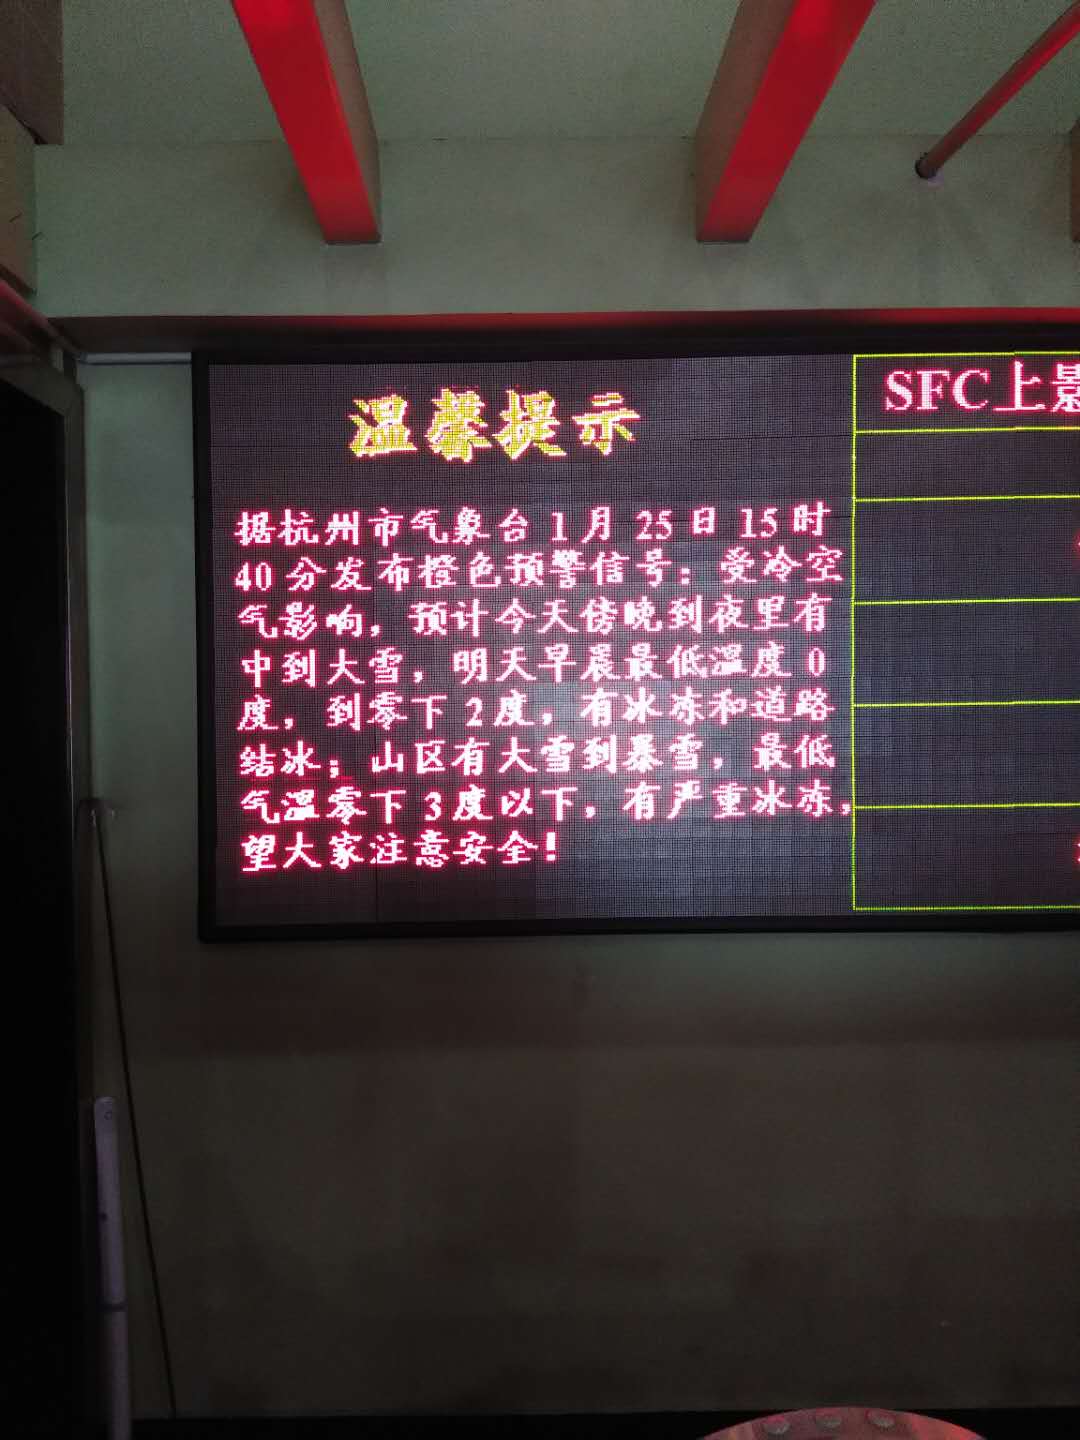 温馨提示
据杭州市气象台1月25日15时
40分发布橙色预警信号：受冷空
气影响，预计今天傍晚到夜里有
中到大雪，明天早晨最低温度0
度，到零下2度，有冰冻和道路
结冰；山区有大雪到暴雪，最低
气温零下3度以下，有严重冰冻，
望大家注意安全！
SFC上影